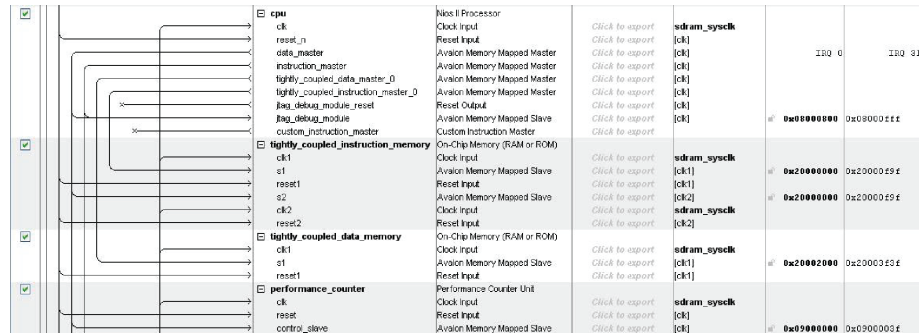 cpu Nios II Processor
clk Clock Input Click to export sdram_sysclk
reset_n Reset Input Click to export [clk]
data_master Avalon Memory Mapped Master Click to export [clk] IRQ 0 IRQ 31
instruction_master Avalon Memory Mapped Master Click to export [clk]
tightly_coupled_data_master_0 Avalon Memory Mapped Master Click to export [clk]
tightly_coupled_instruction_master_0 Avalon Memory Mapped Master Click to export [clk]
jtag_debug_module_reset Reset Output Click to export [clk]
jtag_debug_module Avalon Memory Mapped Slave Click to export [clk] 0x08000800 0x08000fff
custom_instruction_master Custom Instruction Master Click to export
tightly_coupled_instruction_memory On-Chip Memory (RAM or ROM)
clk1 Clock Input Click to export sdram_sysclk
s1 Avalon Memory Mapped Slave Click to export [clk1] 0x20000000 0x20000f9f
reset1 Reset Input Click to export [clk1]
s2 Avalon Memory Mapped Slave Click to export [clk2] 0x20000000 0x20000f9f
clk2 Clock Input Click to export sdram_sysclk
reset2 Reset Input Click to export [clk2]
tightly_coupled_data_memory On-Chip Memory (RAM or ROM)
clk1 Clock Input Click to export sdram_sysclk
s1 Avalon Memory Mapped Slave Click to export [clk1] 0x20002000 0x20003f3f
reset1 Reset Input Click to export [clk1]
performance_counter Performance Counter Unit
clk Clock Input Click to export sdram_sysclk
reset Reset Input Click to export [clk]
control_slave Avalon Memory Mapped Slave Click to export [clk] 0x09000000 0x0900003f